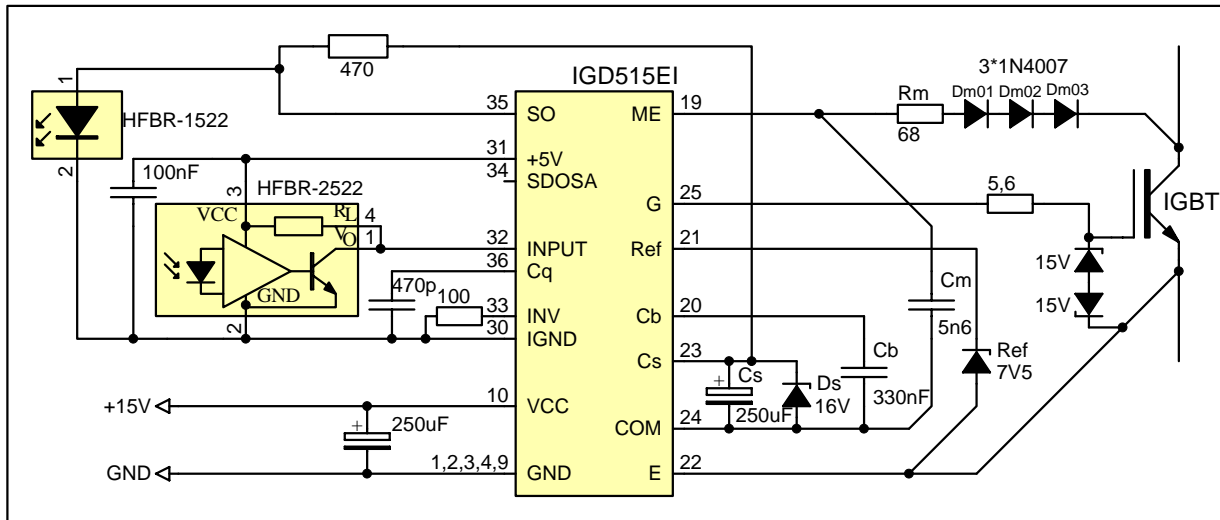 470
IGD515EI
3*1N4007
1
35
19
Rm
Dm01
Dm02
Dm03
HFBR-1522
SO
ME
68
2
31
100nF
+5V
34
SDOSA
3
HFBR-2522
25
5,6
IGBT
VCC
RL
4
G
VO
1
32
INPUT
Ref
21
36
Cq
15V
470p
100
Cm
GND
33
INV
Cb
20
15V
5n6
2
30
IGND
Cb
Ref
23
Cs
7V5
+
Cs
Ds
10
+15V
VCC
16V
330nF
250uF
+
250uF
24
COM
GND
1,2,3,4,9
GND
E
22